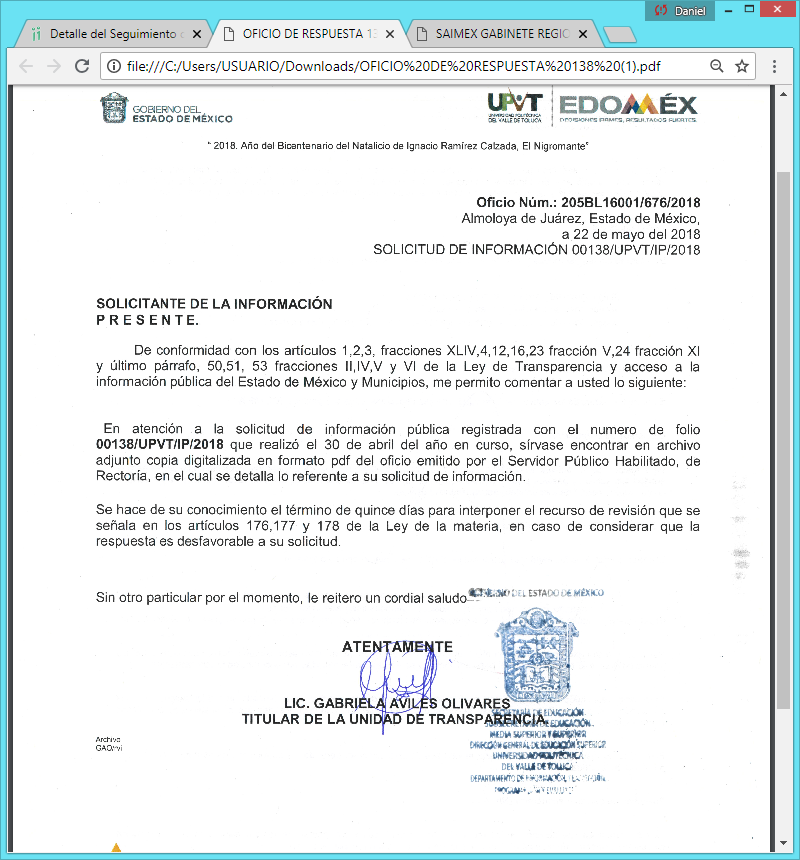 Daniel
Detalle del Seguimiento d
OFICIO DE RESPUESTA 13
SAIMEX GABINETE REGIO
file:///C:/Users/USUARIO/Downloads/OFICIO%20DE%20RESPUESTA%20138%20(1).pdf
GOBIERNO DEL
ESTADO DE MÉXICO
UPVT
UNIVERSIDAD POLITÉCNICA
DEL VALLE DE TOLUCA
EDOMÉX
DECISIONES FIRMES, RESULTADOS FUERTES.
“ 2018. Año del Bicentenario del Natalicio de Ignacio Ramírez Calzada, El Nigromante”
Oficio Núm.: 205BL16001/676/2018
Almoloya de Juárez, Estado de México,
a 22 de mayo del 2018
SOLICITUD DE INFORMACIÓN 00138/UPVT/IP/2018
SOLICITANTE DE LA INFORMACIÓN
P R E S E N T E.
De conformidad con los artículos 1,2,3, fracciones XLIV,4,12,16,23 fracción V,24 fracción XI
y último párrafo, 50,51, 53 fracciones II,IV,V y VI de la Ley de Transparencia y acceso a la
información pública del Estado de México y Municipios, me permito comentar a usted lo siguiente:
En atención a la solicitud de información pública registrada con el numero de folio
00138/UPVT/IP/2018 que realizó el 30 de abril del año en curso, sírvase encontrar en archivo
adjunto copia digitalizada en formato pdf del oficio emitido por el Servidor Público Habilitado, de
Rectoría, en el cual se detalla lo referente a su solicitud de información.
Se hace de su conocimiento el término de quince días para interponer el recurso de revisión que se
señala en los artículos 176,177 y 178 de la Ley de la materia, en caso de considerar que la
respuesta es desfavorable a su solicitud.
Sin otro particular por el momento, le reitero un cordial saludo
DEL ESTADO DE MÉXICO
ATENTAMENTE
LIC. GABRIELA AVILES OLIVARES
TITULAR DE LA UNIDAD DE TRANSPARENCIA
SECRETARÍA DE EDUCACIÓN
SUBSECRETARÍA DE EDUCACIÓN
MEDIA SUPERIOR Y SUPERIOR
DIRECCIÓN GENERAL DE EDUCACIÓN SUPERIOR
UNIVERSIDAD POLITÉCNICA
DEL VALLE DE TOLUCA
DEPARTAMENTO DE INFORMACIÓN,
Archivo
GAO/rvi